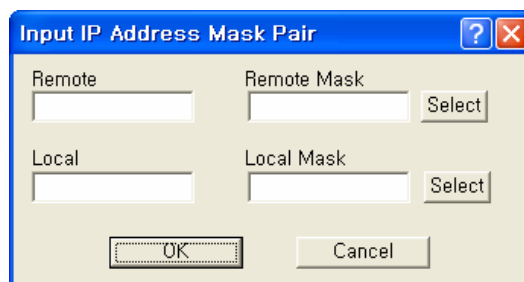 Input IP Address Mask Pair
Remote Remote Mask
Select
Local Local Mask
Select
OK Cancel